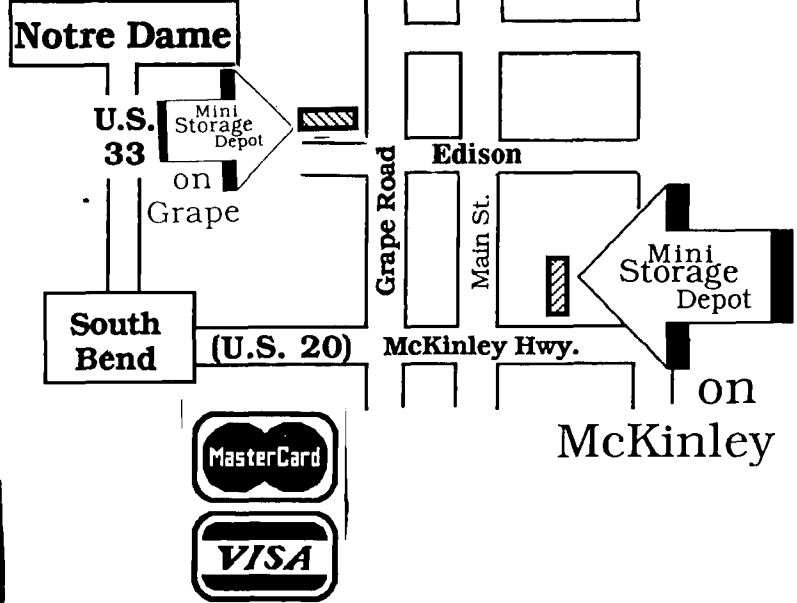 Notre Dame
U.S.
33
Mini
Storage
Depot
on
Grape
Edison
Grape Road
Main St.
Mini
Storage
Depot
on
McKinley
South
Bend
(U.S. 20)
McKinley Hwy.
MasterCard
VISA